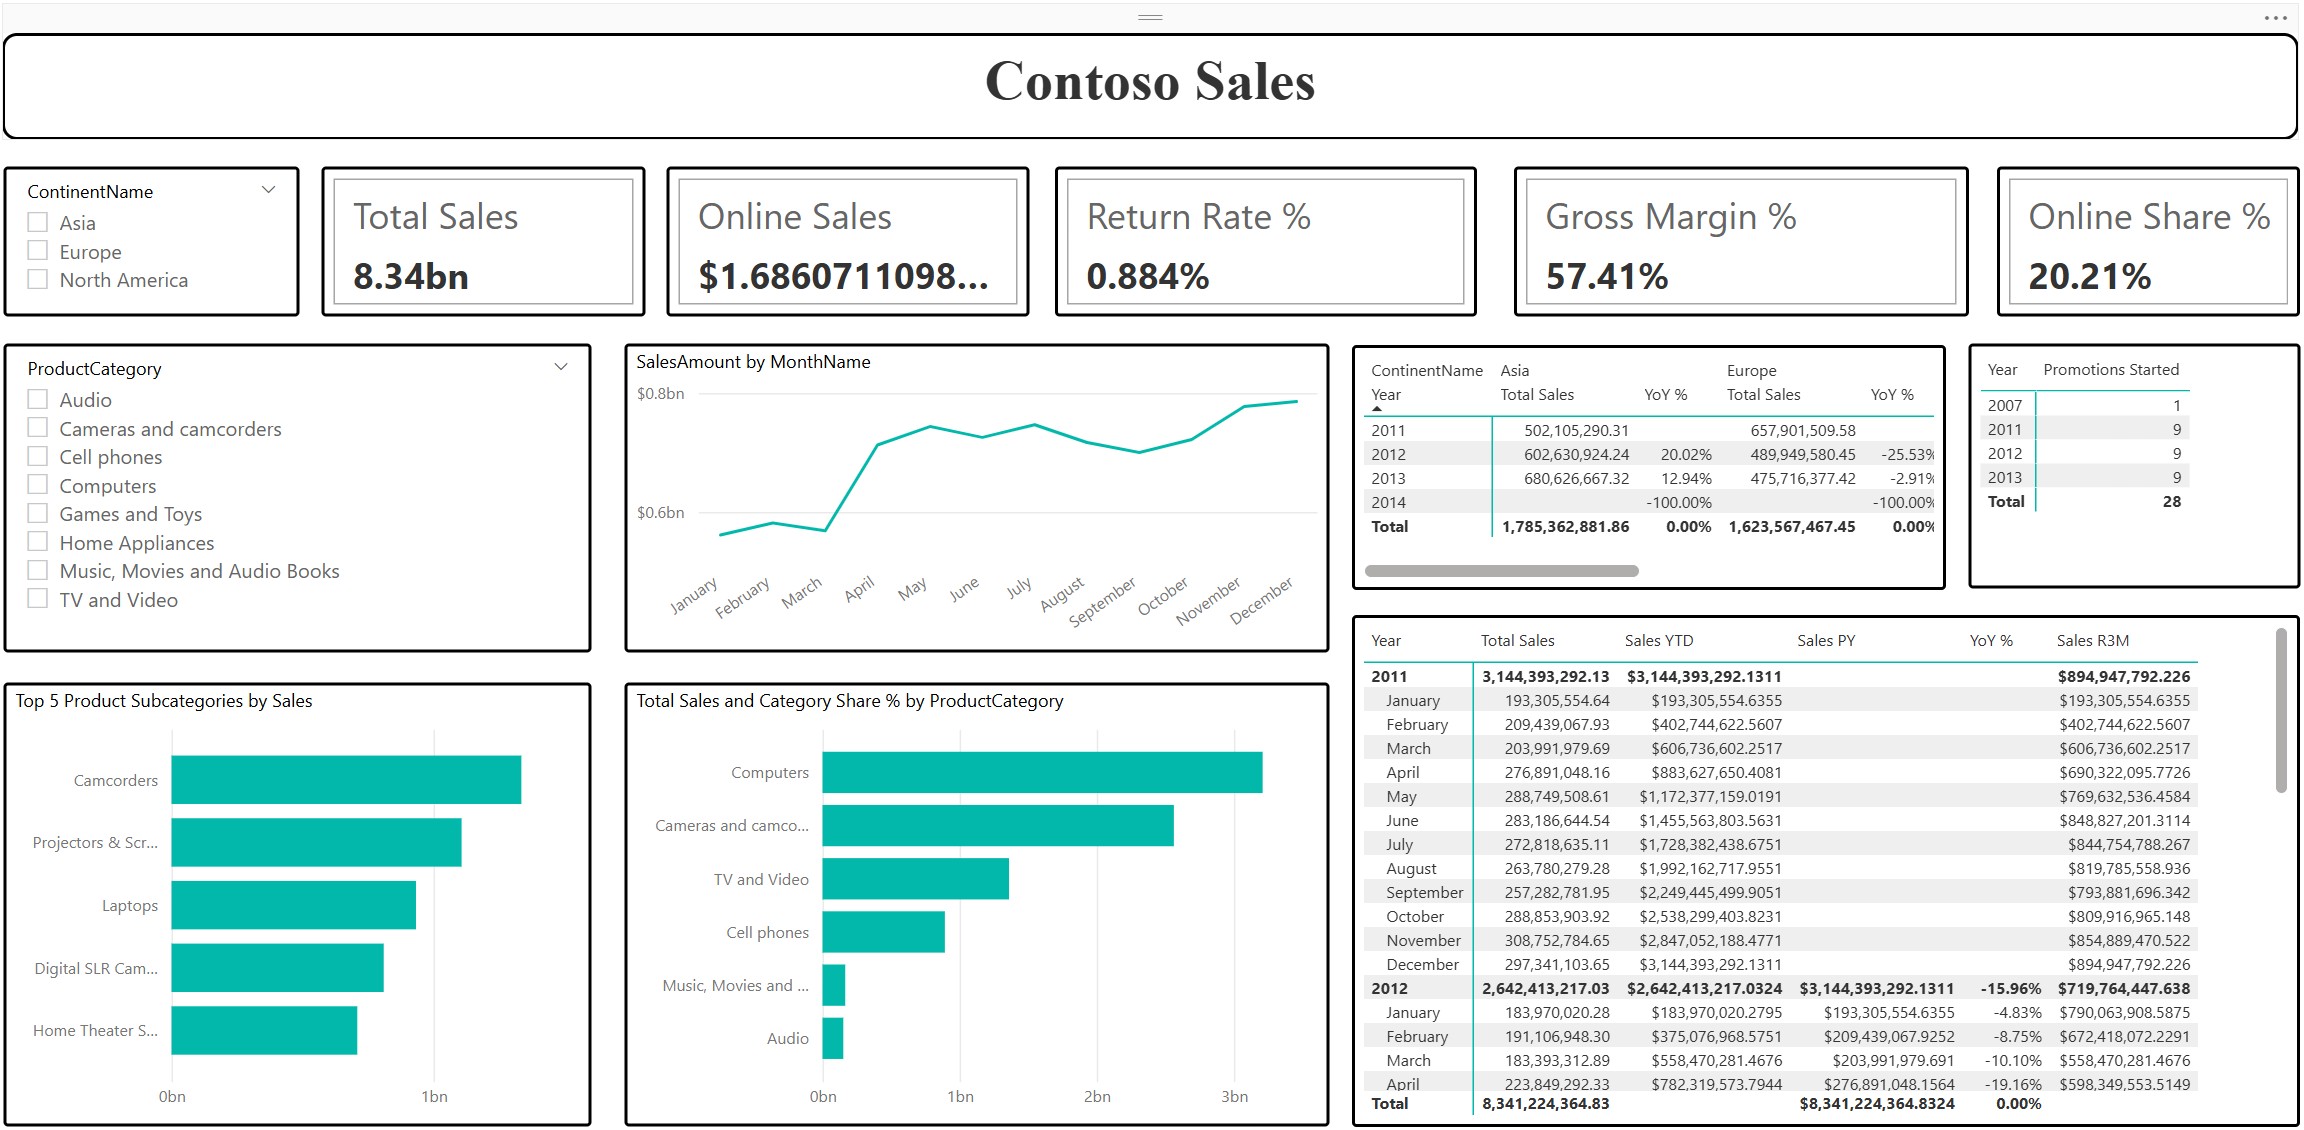 Contoso Sales
ContinentName
Asia
Europe
North America
Total Sales
8.34bn
Online Sales
$1.6860711098...
Return Rate %
0.884%
Gross Margin %
57.41%
Online Share %
20.21%
ProductCategory
Audio
Cameras and camcorders
Cell phones
Computers
Games and Toys
Home Appliances
Music, Movies and Audio Books
TV and Video
SalesAmount by MonthName
$0.8bn
$0.6bn
January February March April May June July August September October November December
ContinentName Asia Europe
Year Total Sales YoY % Total Sales YoY %
2011 502,105,290.31 657,901,509.58
2012 602,630,924.24 20.02% 489,949,580.45 -25.53%
2013 680,626,667.32 12.94% 475,716,377.42 -2.91%
2014 -100.00% -100.00%
Total 1,785,362,881.86 0.00% 1,623,567,467.45 0.00%
Year Promotions Started
2007 1
2011 9
2012 9
2013 9
Total 28
Top 5 Product Subcategories by Sales
Camcorders
Projectors & Scr...
Laptops
Digital SLR Cam...
Home Theater S...
0bn 1bn
Total Sales and Category Share % by ProductCategory
Computers
Cameras and camco...
TV and Video
Cell phones
Music, Movies and ...
Audio
0bn 1bn 2bn 3bn
Year Total Sales Sales YTD Sales PY YoY % Sales R3M
2011 3,144,393,292.13 $3,144,393,292.1311 $894,947,792.226
January 193,305,554.64 $193,305,554.6355 $193,305,554.6355
February 209,439,067.93 $402,744,622.5607 $402,744,622.5607
March 203,991,979.69 $606,736,602.2517 $606,736,602.2517
April 276,891,048.16 $883,627,650.4081 $690,322,095.7726
May 288,749,508.61 $1,172,377,159.0191 $769,632,536.4584
June 283,186,644.54 $1,455,563,803.5631 $848,827,201.3114
July 272,818,635.11 $1,728,382,438.6751 $844,754,788.267
August 263,780,279.28 $1,992,162,717.9551 $819,785,558.936
September 257,282,781.95 $2,249,445,499.9051 $793,881,696.342
October 288,853,903.92 $2,538,299,403.8231 $809,916,965.148
November 308,752,784.65 $2,847,052,188.4771 $854,889,470.522
December 297,341,103.65 $3,144,393,292.1311 $894,947,792.226
2012 2,642,413,217.03 $2,642,413,217.0324 $3,144,393,292.1311 -15.96% $719,764,447.638
January 183,970,020.28 $183,970,020.2795 $193,305,554.6355 -4.83% $790,063,908.5875
February 191,106,948.30 $375,076,968.5751 $209,439,067.9252 -8.75% $672,418,072.2291
March 183,393,312.89 $558,470,281.4676 $203,991,979.691 -10.10% $558,470,281.4676
April 223,849,292.33 $782,319,573.7944 $276,891,048.1564 -19.16% $598,349,553.5149
Total 8,341,224,364.83 $8,341,224,364.8324 0.00%